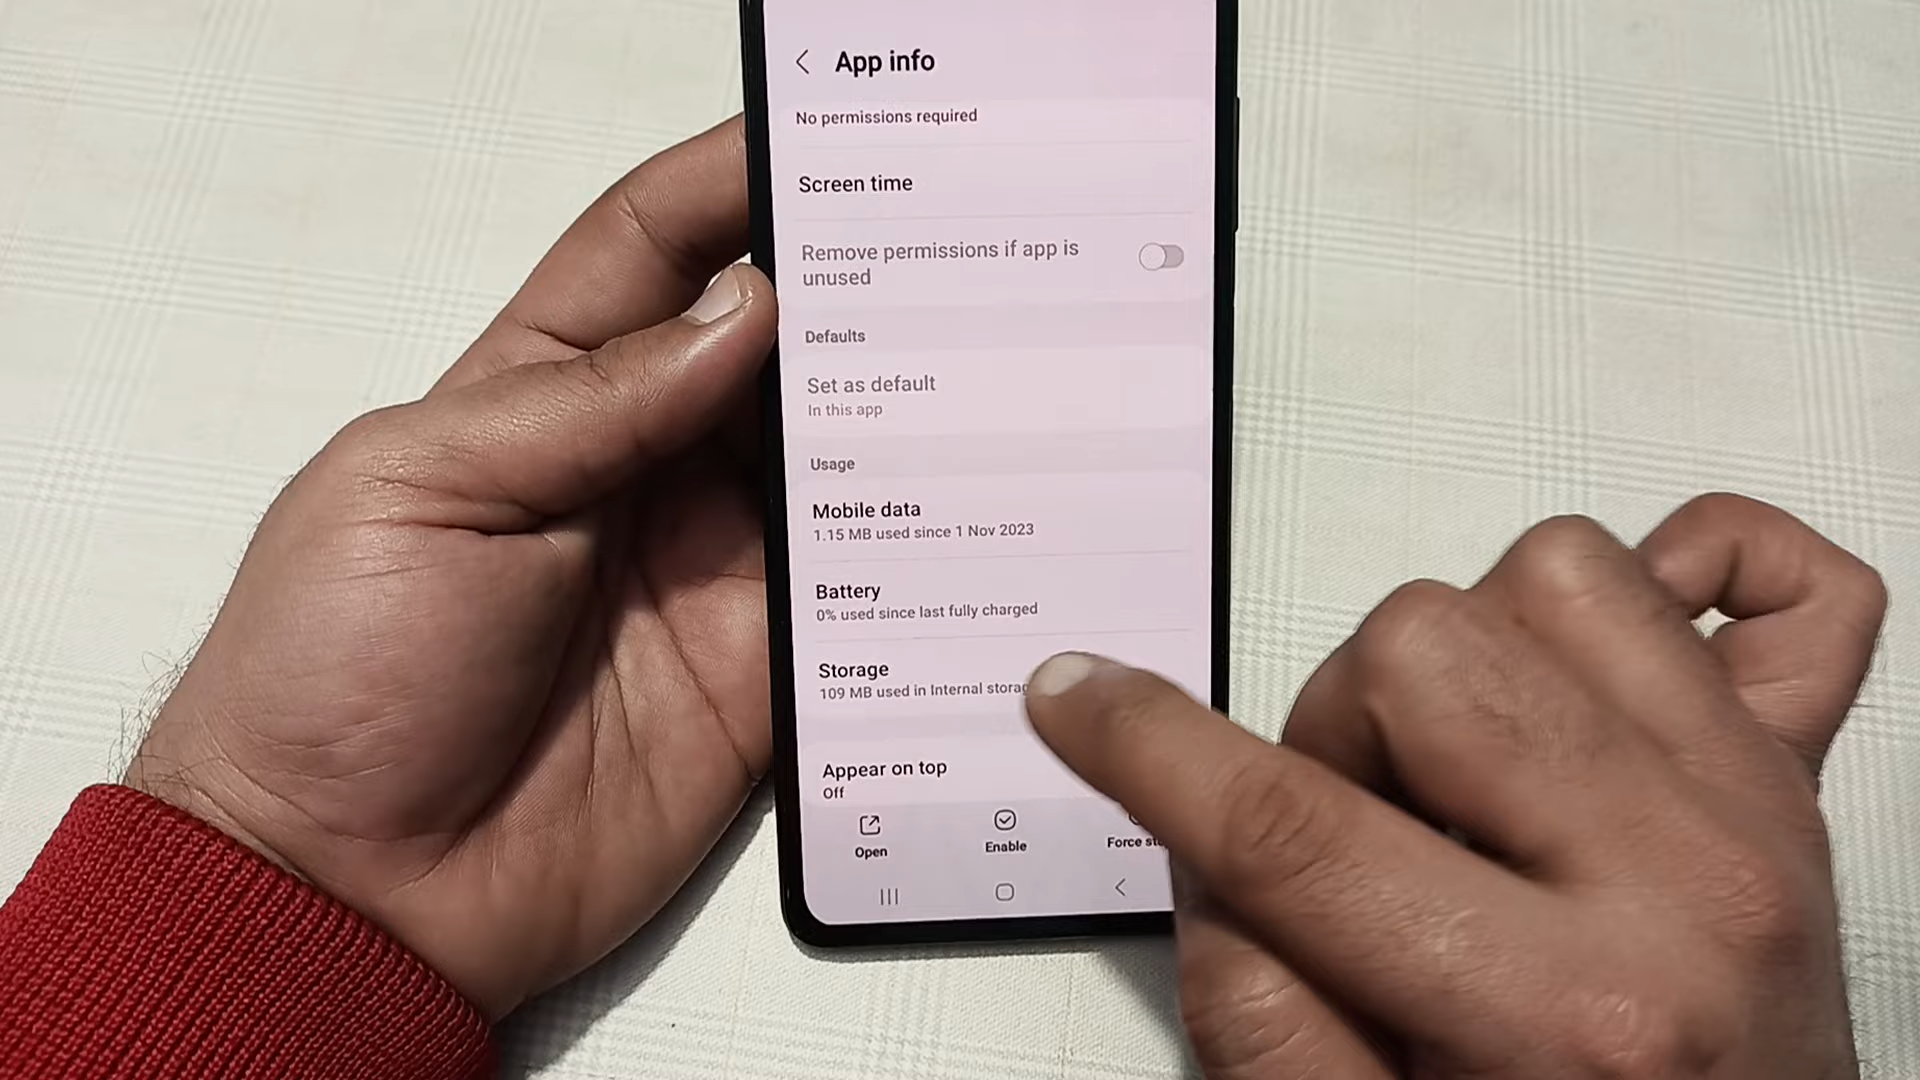 App info
No permissions required
Screen time
Remove permissions if app is
unused
Defaults
Set as default
In this app
Usage
Mobile data
1.15 MB used since 1 Nov 2023
Battery
0% used since last fully charged
Storage
109 MB used in Internal
Appear on top
Off
Open
Enable
Force